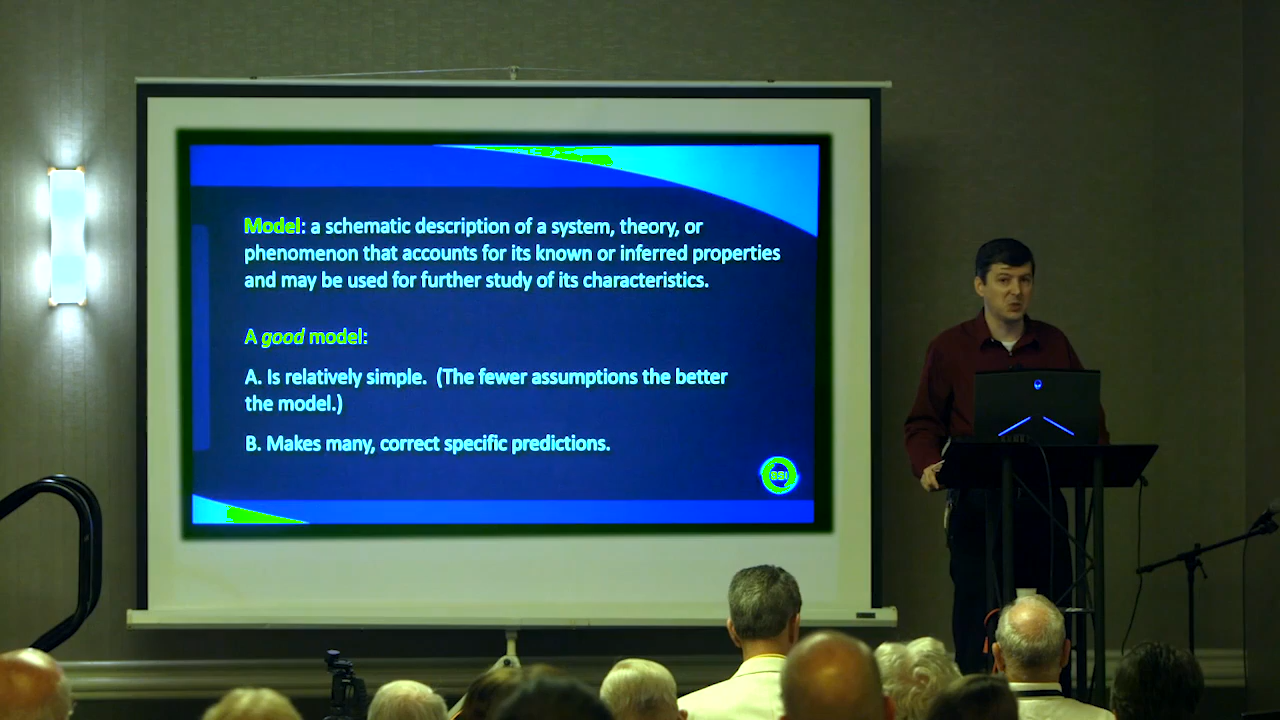 Model: a schematic description of a system, theory, or
phenomenon that accounts for its known or inferred properties
and may be used for further study of its characteristics.
A good model:
A. Is relatively simple. (The fewer assumptions the better
the model.)
B. Makes many, correct specific predictions.